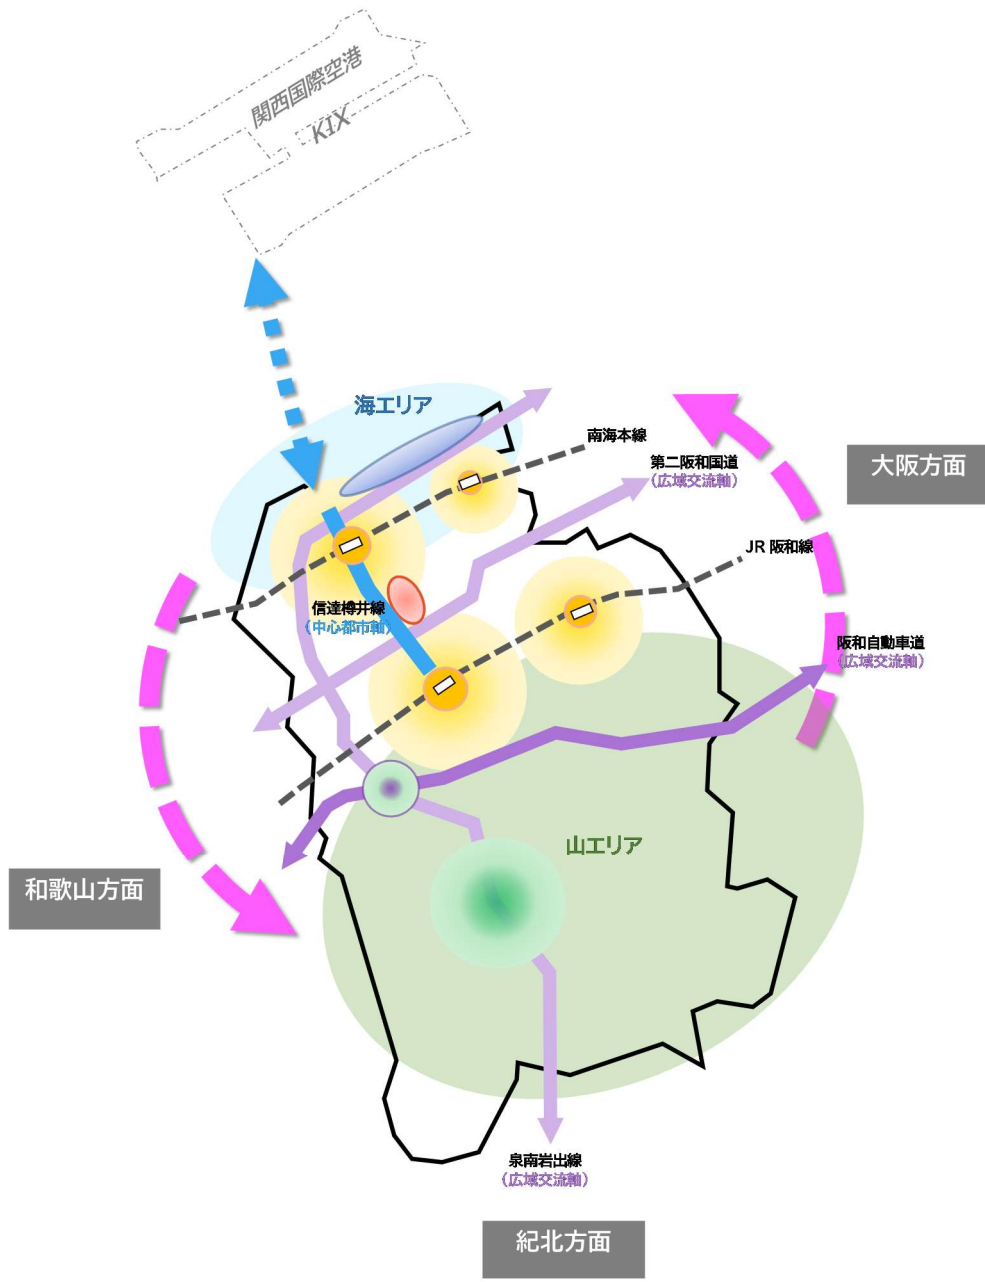 関西国際空港
KIX
海エリア
南海本線
第二阪和国道
（広域交流軸）
大阪方面
JR 阪和線
信達樽井線
（中心都市軸）
阪和自動車道
（広域交流軸）
山エリア
和歌山方面
泉南岩出線
（広域交流軸）
紀北方面